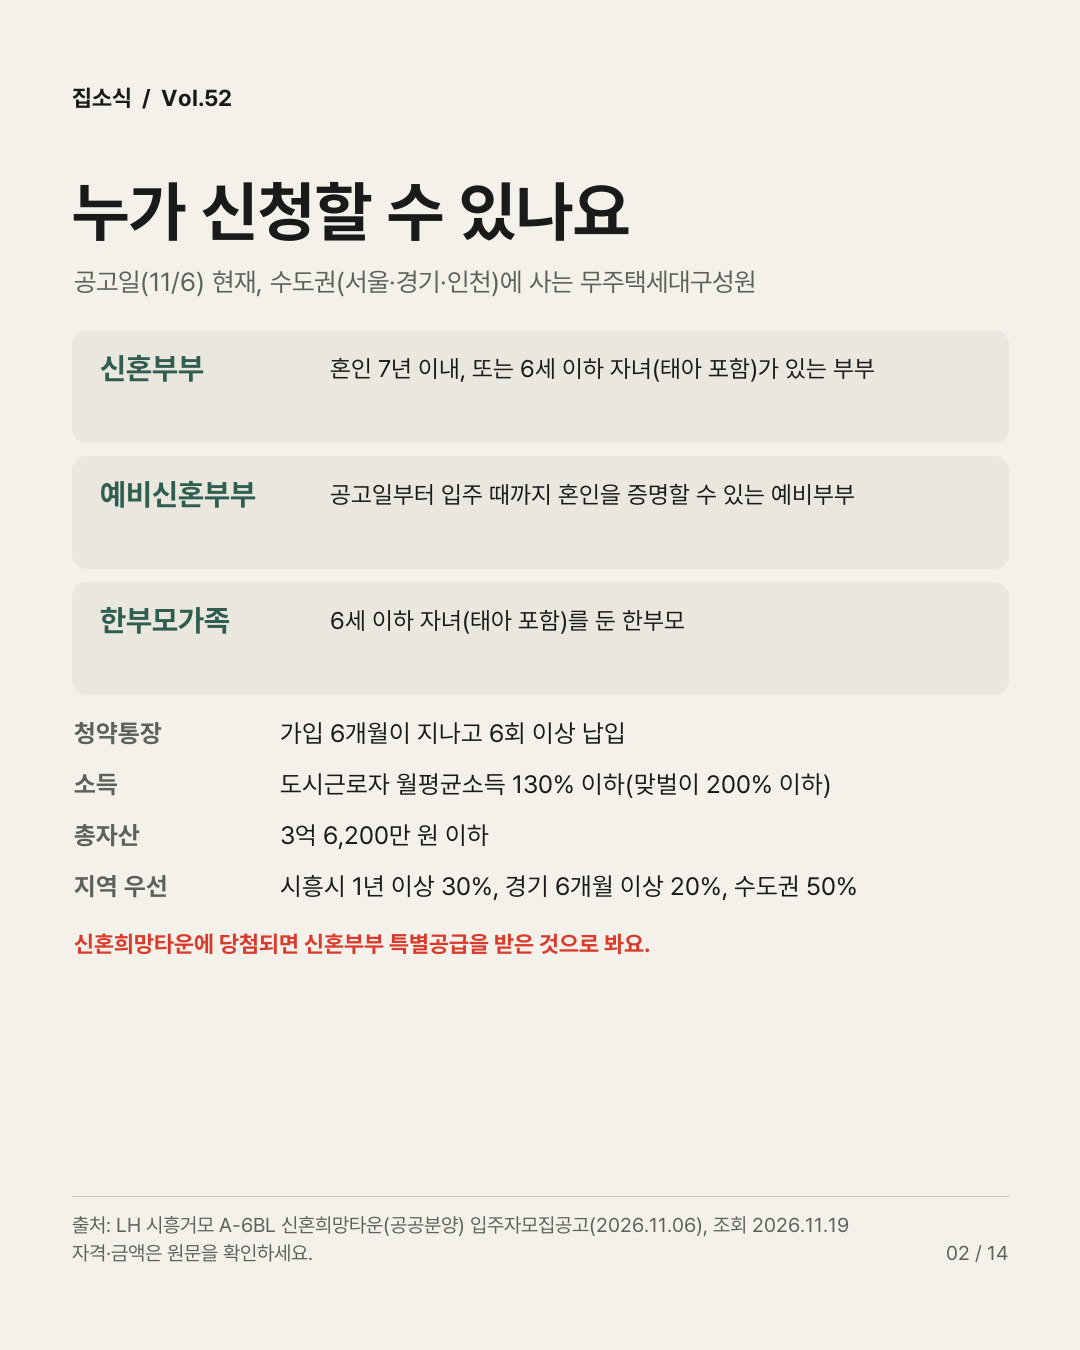 집소식 / Vol.52
누가 신청할 수 있나요
공고일(11/6) 현재, 수도권(서울·경기·인천)에 사는 무주택세대구성원
신혼부부 혼인 7년 이내, 또는 6세 이하 자녀(태아 포함)가 있는 부부
예비신혼부부 공고일부터 입주 때까지 혼인을 증명할 수 있는 예비부부
한부모가족 6세 이하 자녀(태아 포함)를 둔 한부모
청약통장 가입 6개월이 지나고 6회 이상 납입
소득 도시근로자 월평균소득 130% 이하(맞벌이 200% 이하)
총자산 3억 6,200만 원 이하
지역 우선 시흥시 1년 이상 30%, 경기 6개월 이상 20%, 수도권 50%
신혼희망타운에 당첨되면 신혼부부 특별공급을 받은 것으로 봐요.
출처: LH 시흥거모 A-6BL 신혼희망타운(공공분양) 입주자모집공고(2026.11.06), 조회 2026.11.19
자격·금액은 원문을 확인하세요. 02 / 14